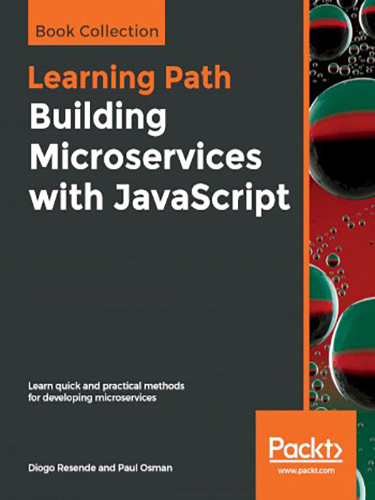 Book Collection
Learning Path
Building
Microservices
with JavaScript
Learn quick and practical methods
for developing microservices
Diogo Resende and Paul Osman
Packt>
www.packt.com